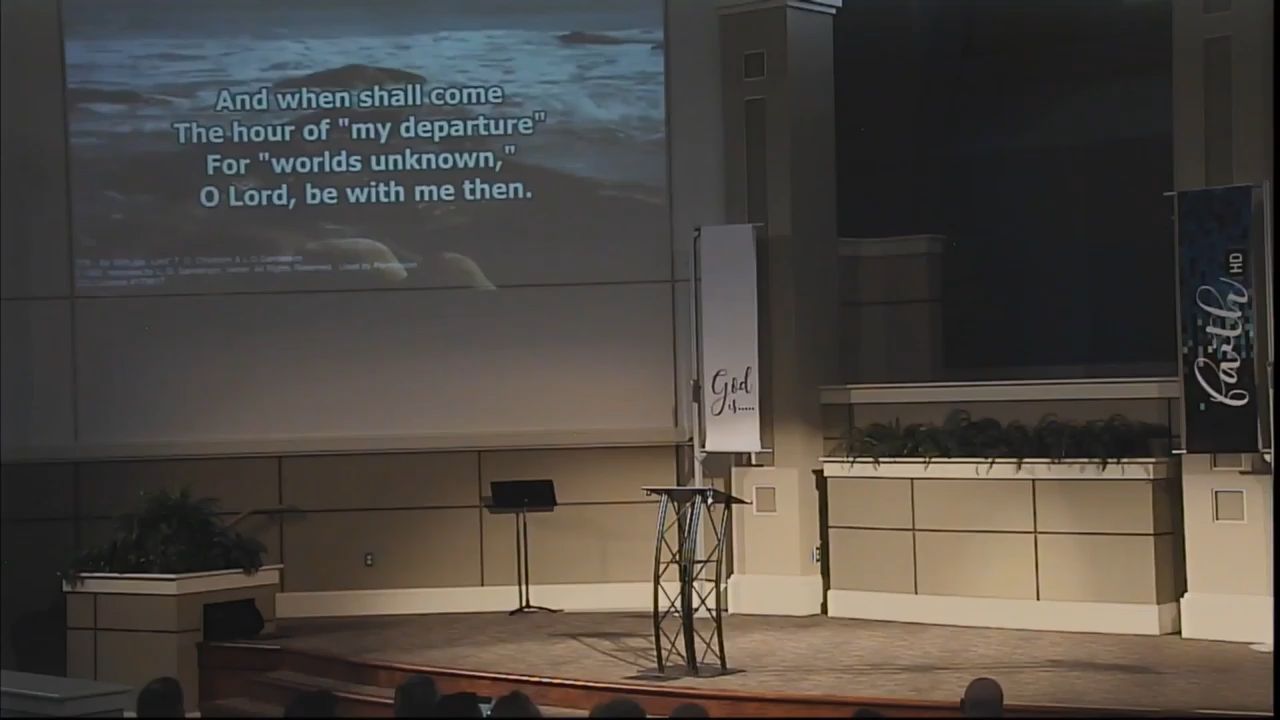 And when shall come
The hour of "my departure"
For "worlds unknown,"
O Lord, be with me then.
God
is.....
faith HD